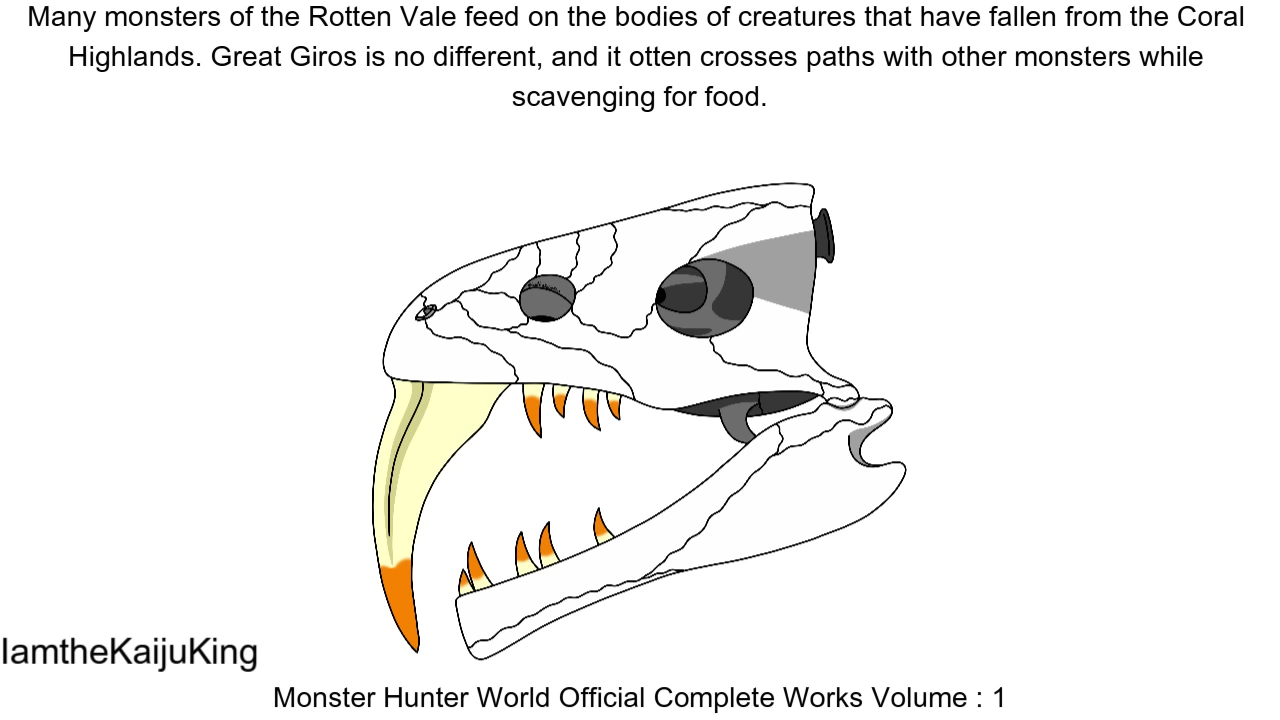 Many monsters of the Rotten Vale feed on the bodies of creatures that have fallen from the Coral
Highlands. Great Giros is no different, and it otten crosses paths with other monsters while
scavenging for food.
IamtheKaijuKing
Monster Hunter World Official Complete Works Volume : 1